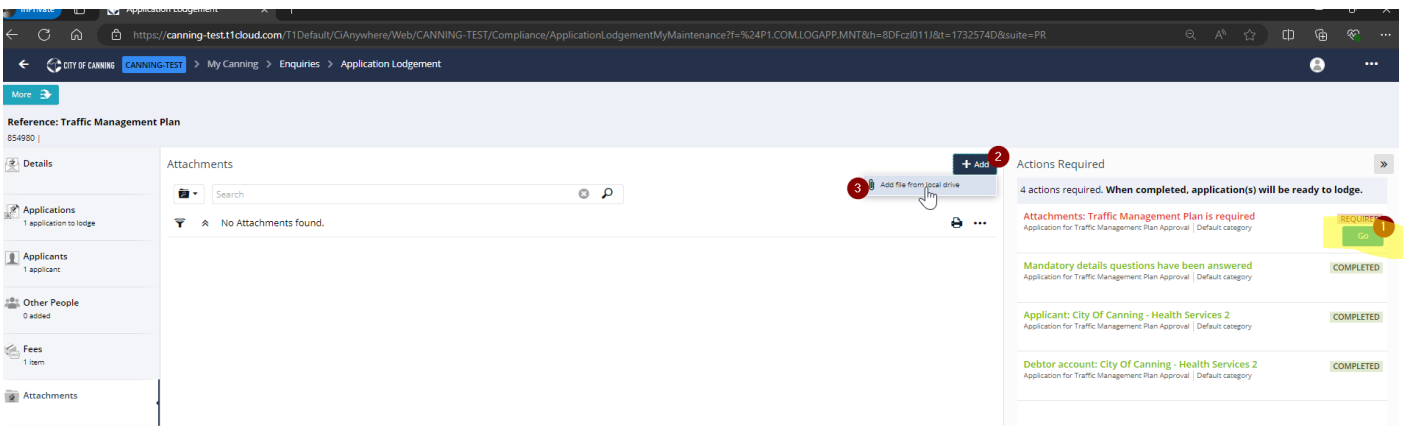 InPrivate
Application Lodgement
https://canning-test.t1cloud.com/T1Default/CiAnywhere/Web/CANNING-TEST/Compliance/ApplicationLodgementMyMaintenance?f=%24P1.COM.LOGAPP.MNT&h=8DFczI011J&t=1732574D&suite=PR
CITY OF CANNING CANNING-TEST > My Canning > Enquiries > Application Lodgement
More
Reference: Traffic Management Plan
854980 |
Details
Applications
1 application to lodge
Applicants
1 applicant
Other People
0 added
Fees
1 item
Attachments
Attachments
+ Add 2
Search
3 Add file from local drive
No Attachments found.
Actions Required
4 actions required. When completed, application(s) will be ready to lodge.
Attachments: Traffic Management Plan is required REQUIRED
Application for Traffic Management Plan Approval | Default category
1
Go
Mandatory details questions have been answered COMPLETED
Application for Traffic Management Plan Approval | Default category
Applicant: City Of Canning - Health Services 2 COMPLETED
Application for Traffic Management Plan Approval | Default category
Debtor account: City Of Canning - Health Services 2 COMPLETED
Application for Traffic Management Plan Approval | Default category